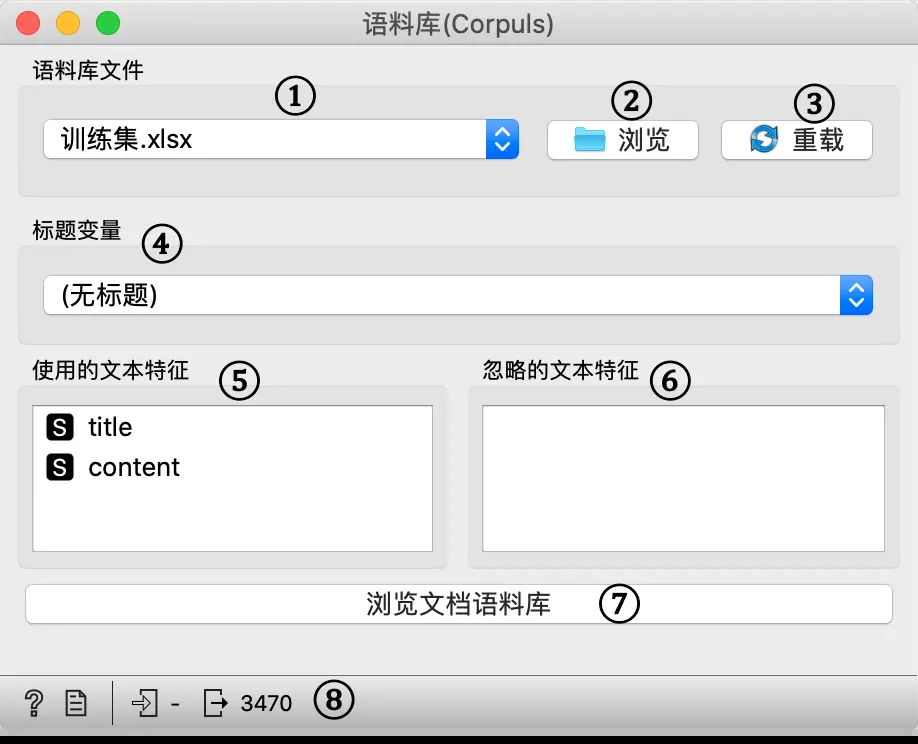 语料库(Corpuls)
语料库文件
①
②
③
训练集.xlsx
浏览
重载
标题变量
④
(无标题)
使用的文本特征
⑤
忽略的文本特征
⑥
S title
S content
浏览文档语料库
⑦
? - 3470
⑧